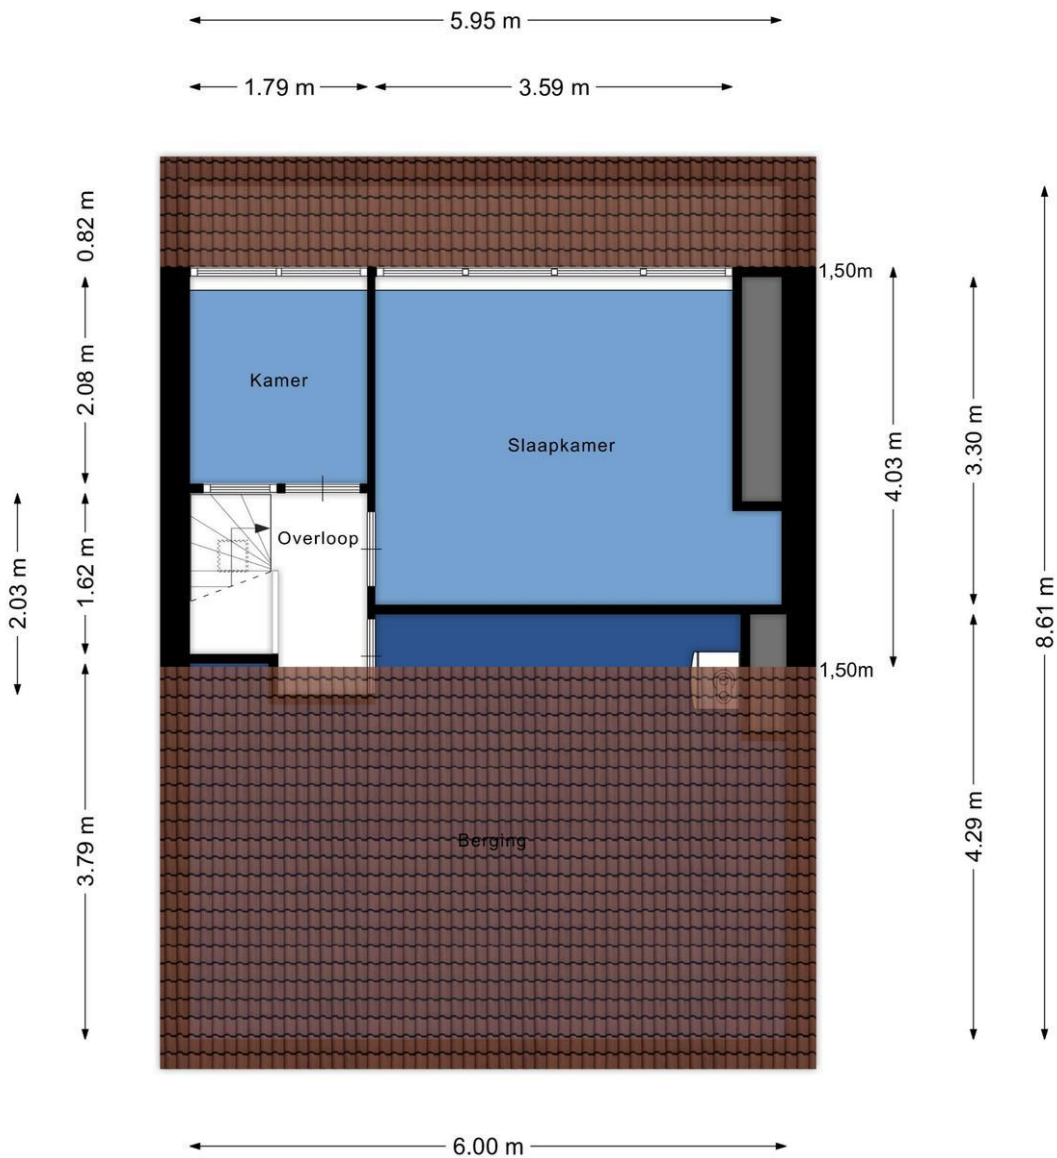 5.95 m
1.79 m
3.59 m
0.82 m
1,50m
2.08 m
Kamer
Slaapkamer
4.03 m
3.30 m
2.03 m
1.62 m
Overloop
8.61 m
1,50m
3.79 m
Berging
4.29 m
6.00 m